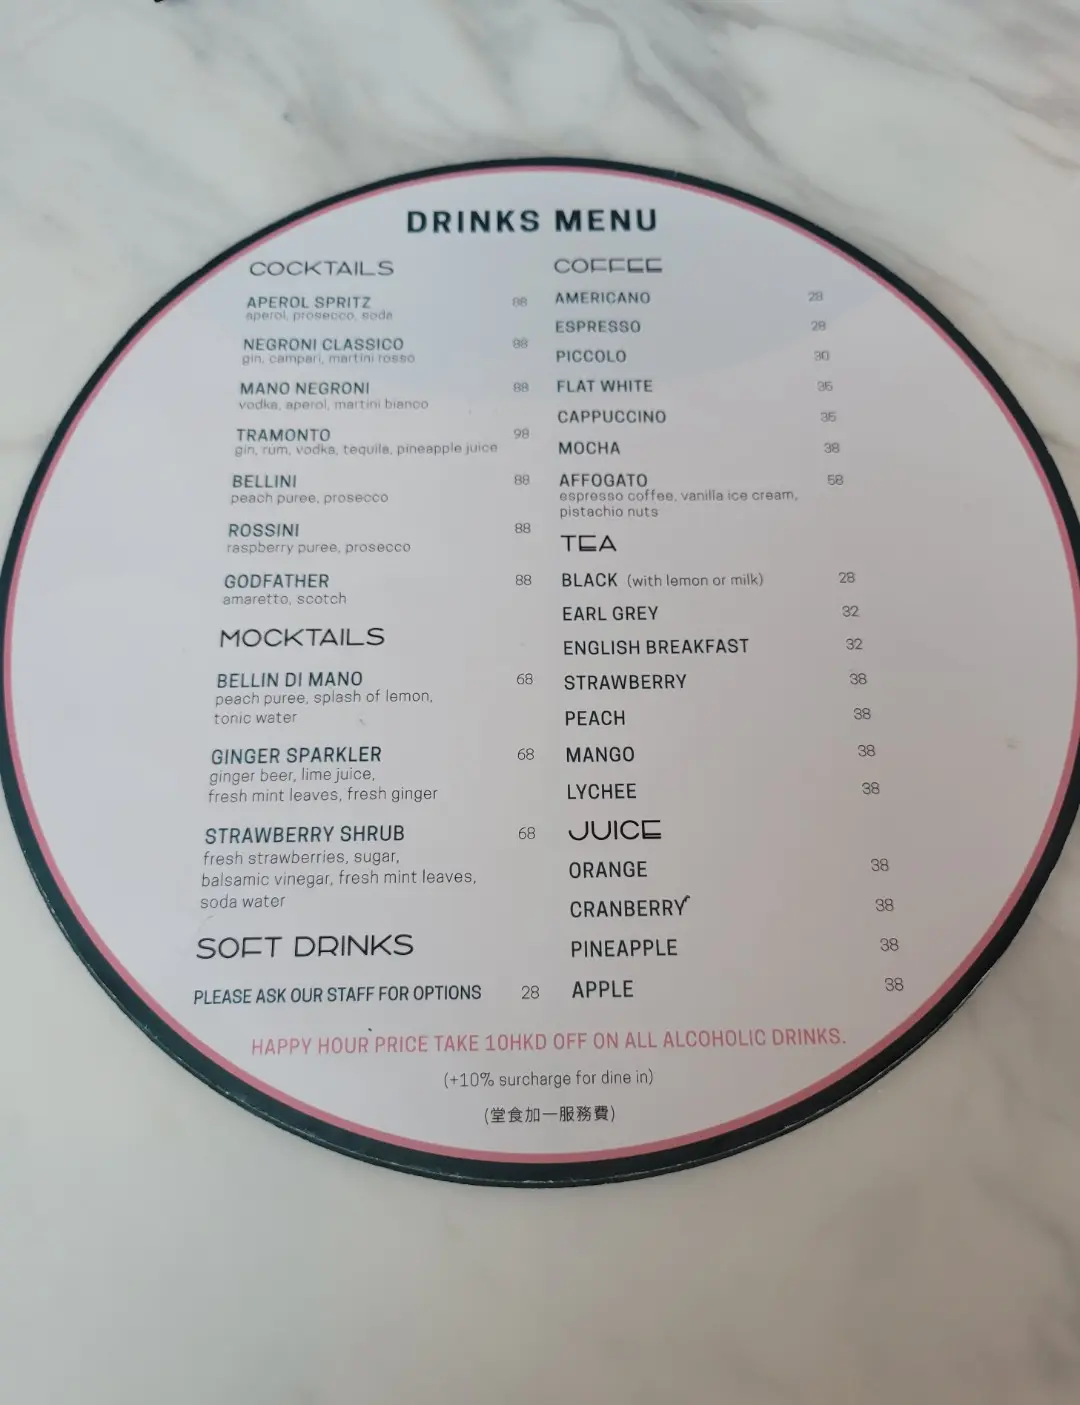 DRINKS MENU
COCKTAILS
APEROL SPRITZ 88
aperol, prosecco, soda
NEGRONI CLASSICO 88
gin, campari, martini rosso
MANO NEGRONI 88
vodka, aperol, martini bianco
TRAMONTO 98
gin, rum, vodka, tequila, pineapple juice
BELLINI 88
peach puree, prosecco
ROSSINI 88
raspberry puree, prosecco
GODFATHER 88
amaretto, scotch
MOCKTAILS
BELLIN DI MANO 68
peach puree, splash of lemon,
tonic water
GINGER SPARKLER 68
ginger beer, lime juice,
fresh mint leaves, fresh ginger
STRAWBERRY SHRUB 68
fresh strawberries, sugar,
balsamic vinegar, fresh mint leaves,
soda water
SOFT DRINKS
PLEASE ASK OUR STAFF FOR OPTIONS 28
COFFEE
AMERICANO 28
ESPRESSO 28
PICCOLO 30
FLAT WHITE 35
CAPPUCCINO 35
MOCHA 38
AFFOGATO 58
espresso coffee, vanilla ice cream,
pistachio nuts
TEA
BLACK (with lemon or milk) 28
EARL GREY 32
ENGLISH BREAKFAST 32
STRAWBERRY 38
PEACH 38
MANGO 38
LYCHEE 38
JUICE
ORANGE 38
CRANBERRY 38
PINEAPPLE 38
APPLE 38
HAPPY HOUR PRICE TAKE 10HKD OFF ON ALL ALCOHOLIC DRINKS.
(+10% surcharge for dine in)
(堂食加一服務費)